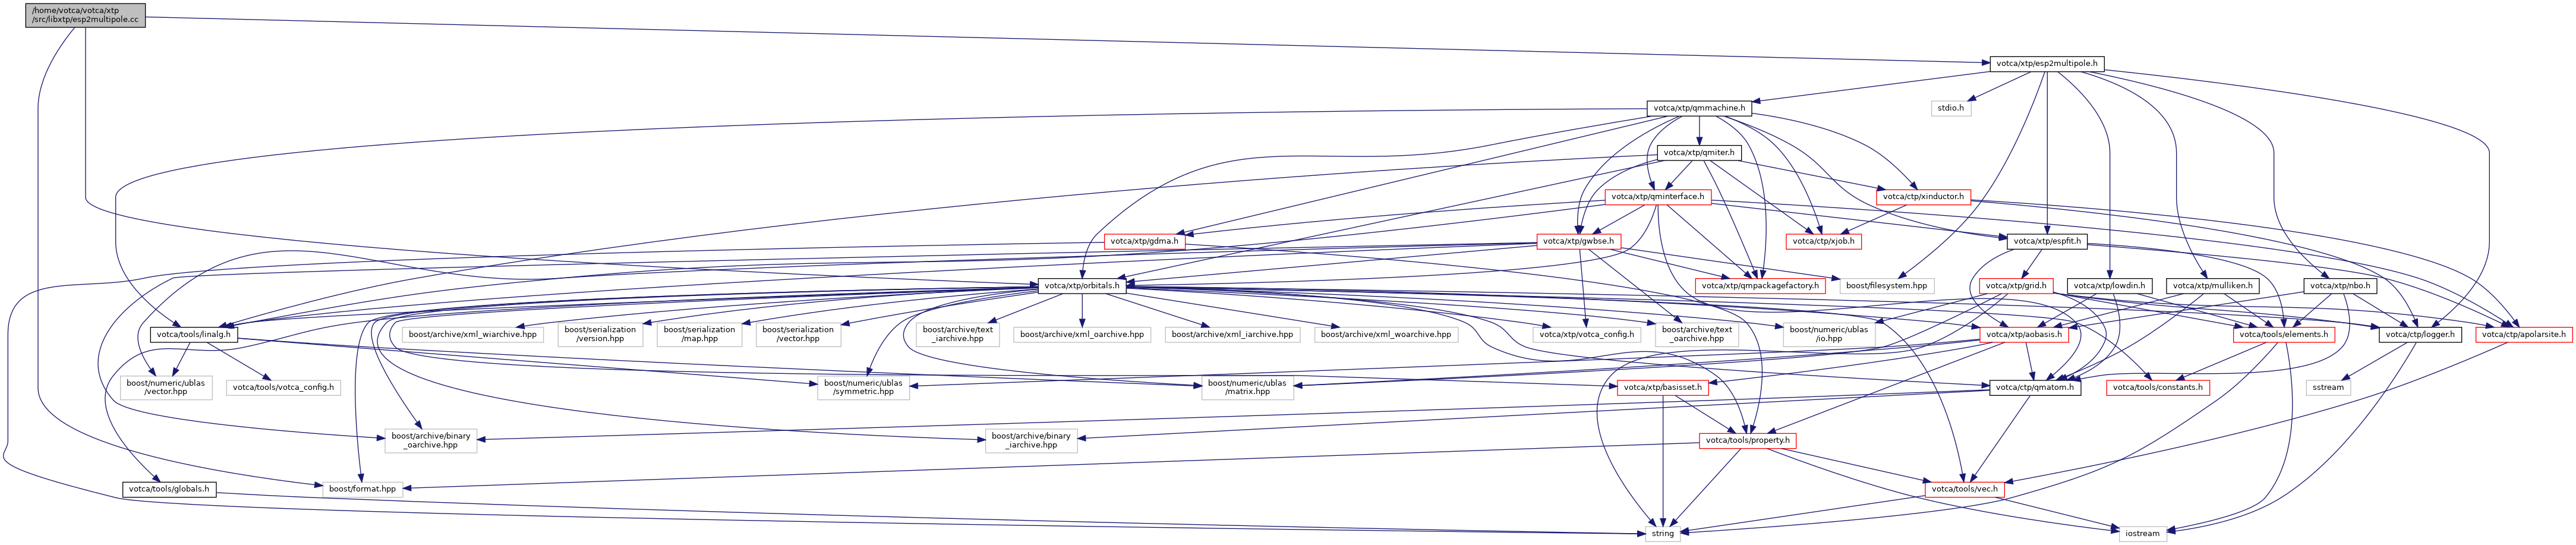 /home/votca/votca/xtp
/src/libxtp/esp2multipole.cc
votca/xtp/esp2multipole.h
votca/xtp/qmmachine.h
stdio.h
votca/xtp/qmiter.h
votca/xtp/qminterface.h
votca/ctp/xinductor.h
votca/xtp/gdma.h
votca/xtp/gwbse.h
votca/ctp/xjob.h
votca/xtp/espfit.h
votca/xtp/orbitals.h
votca/xtp/qmpackagefactory.h
boost/filesystem.hpp
votca/xtp/grid.h
votca/xtp/lowdin.h
votca/xtp/mulliken.h
votca/xtp/nbo.h
votca/tools/linalg.h
boost/archive/xml_wiarchive.hpp
boost/serialization
/version.hpp
boost/serialization
/map.hpp
boost/serialization
/vector.hpp
boost/archive/text
_iarchive.hpp
boost/archive/xml_oarchive.hpp
boost/archive/xml_iarchive.hpp
boost/archive/xml_woarchive.hpp
votca/xtp/votca_config.h
boost/archive/text
_oarchive.hpp
boost/numeric/ublas
/io.hpp
votca/xtp/aobasis.h
votca/tools/elements.h
votca/ctp/logger.h
votca/ctp/apolarsite.h
boost/numeric/ublas
/vector.hpp
votca/tools/votca_config.h
boost/numeric/ublas
/symmetric.hpp
boost/numeric/ublas
/matrix.hpp
votca/xtp/basisset.h
votca/ctp/qmatom.h
votca/tools/constants.h
sstream
boost/archive/binary
_oarchive.hpp
boost/archive/binary
_iarchive.hpp
votca/tools/property.h
votca/tools/globals.h
boost/format.hpp
votca/tools/vec.h
string
iostream